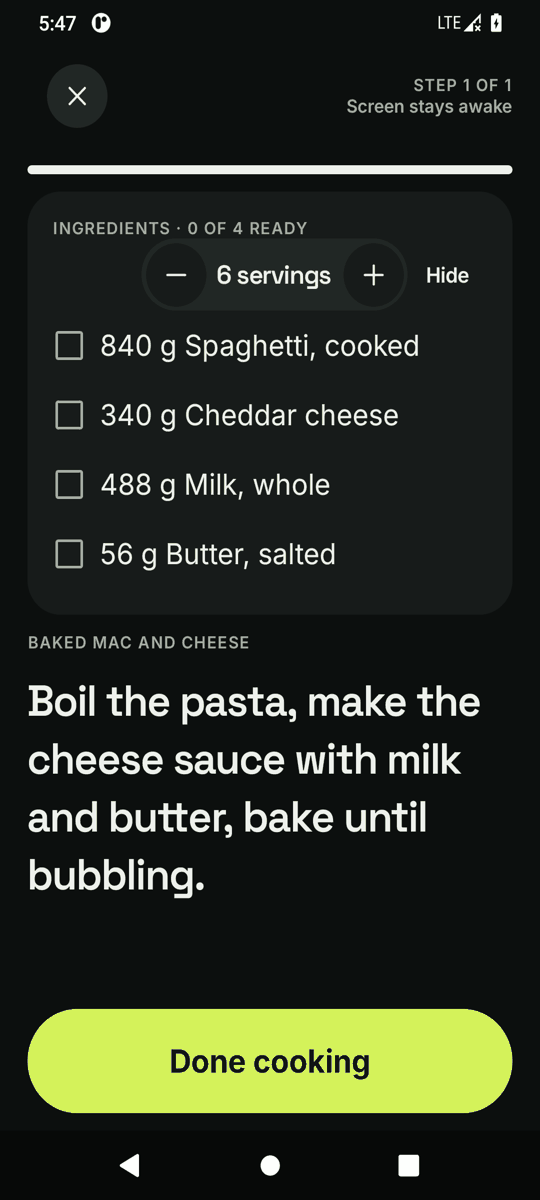 5:47
LTE
STEP 1 OF 1
Screen stays awake
INGREDIENTS · 0 OF 4 READY
6 servings
Hide
840 g Spaghetti, cooked
340 g Cheddar cheese
488 g Milk, whole
56 g Butter, salted
BAKED MAC AND CHEESE
Boil the pasta, make the
cheese sauce with milk
and butter, bake until
bubbling.
Done cooking